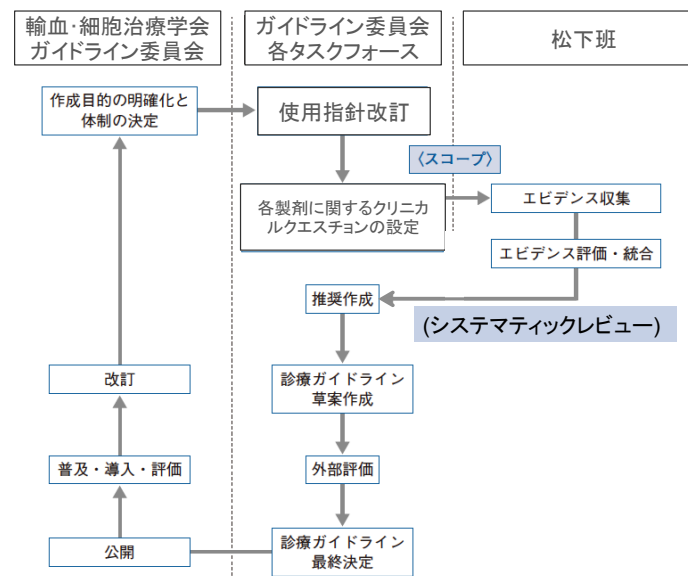 輸血・細胞治療学会
ガイドライン委員会
ガイドライン委員会
各タスクフォース
松下班
作成目的の明確化と
体制の決定
使用指針改訂
〈スコープ〉
各製剤に関するクリニカ
ルクエスチョンの設定
エビデンス収集
エビデンス評価・統合
推奨作成
(システマティックレビュー)
診療ガイドライン
草案作成
改訂
外部評価
普及・導入・評価
診療ガイドライン
最終決定
公開